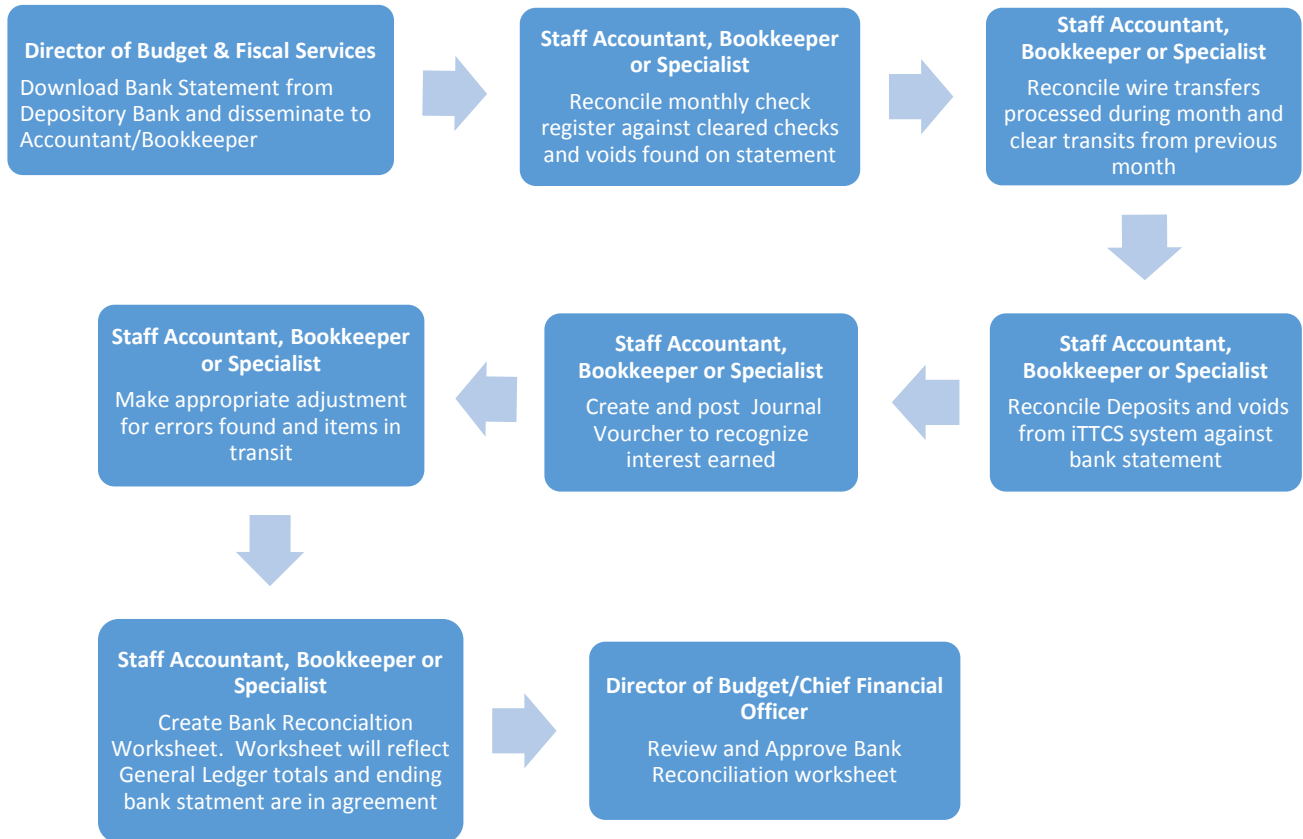 Director of Budget & Fiscal Services
Download Bank Statement from
Depository Bank and disseminate to
Accountant/Bookkeeper
Staff Accountant, Bookkeeper
or Specialist
Reconcile monthly check
register against cleared checks
and voids found on statement
Staff Accountant,
Bookkeeper or Specialist
Reconcile wire transfers
processed during month and
clear transits from previous
month
Staff Accountant,
Bookkeeper or Specialist
Reconcile Deposits and voids
from iTTCS system against
bank statement
Staff Accountant,
Bookkeeper or Specialist
Create and post Journal
Vourcher to recognize
interest earned
Staff Accountant, Bookkeeper
or Specialist
Make appropriate adjustment
for errors found and items in
transit
Staff Accountant, Bookkeeper or
Specialist
Create Bank Reconcialtion
Worksheet. Worksheet will reflect
General Ledger totals and ending
bank statment are in agreement
Director of Budget/Chief Financial
Officer
Review and Approve Bank
Reconciliation worksheet